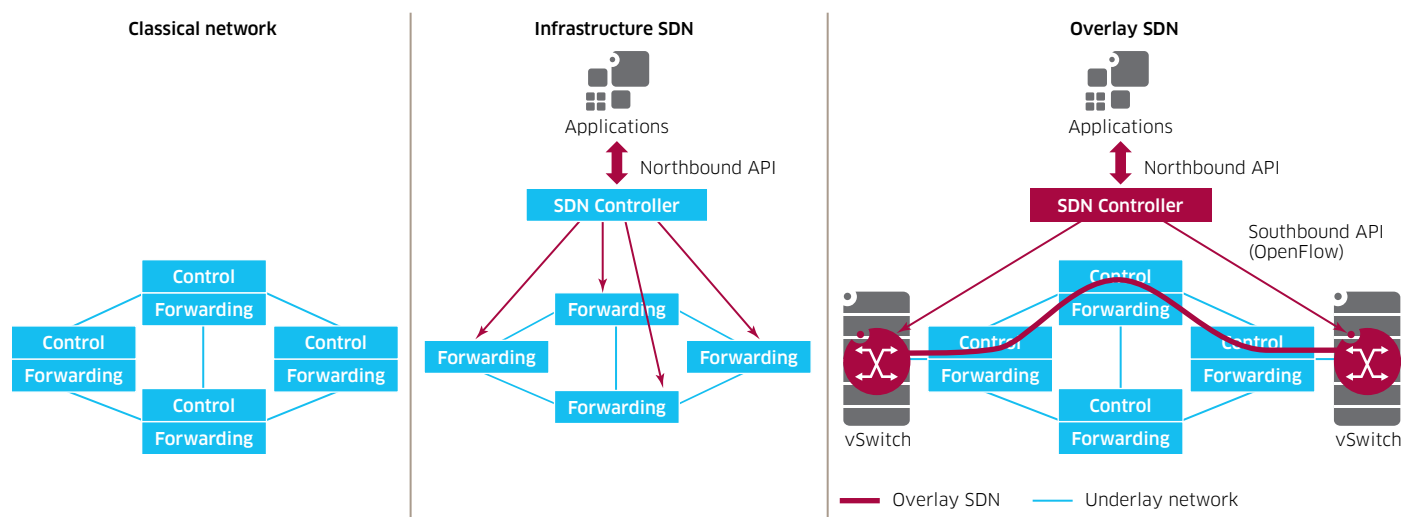 Classical network
Control
Forwarding
Control
Forwarding
Control
Forwarding
Control
Forwarding
Infrastructure SDN
Applications
Northbound API
SDN Controller
Forwarding
Forwarding
Forwarding
Forwarding
Overlay SDN
Applications
Northbound API
SDN Controller
Southbound API
(OpenFlow)
Control
Forwarding
Control
Forwarding
Control
Forwarding
Control
Forwarding
vSwitch
vSwitch
Overlay SDN
Underlay network